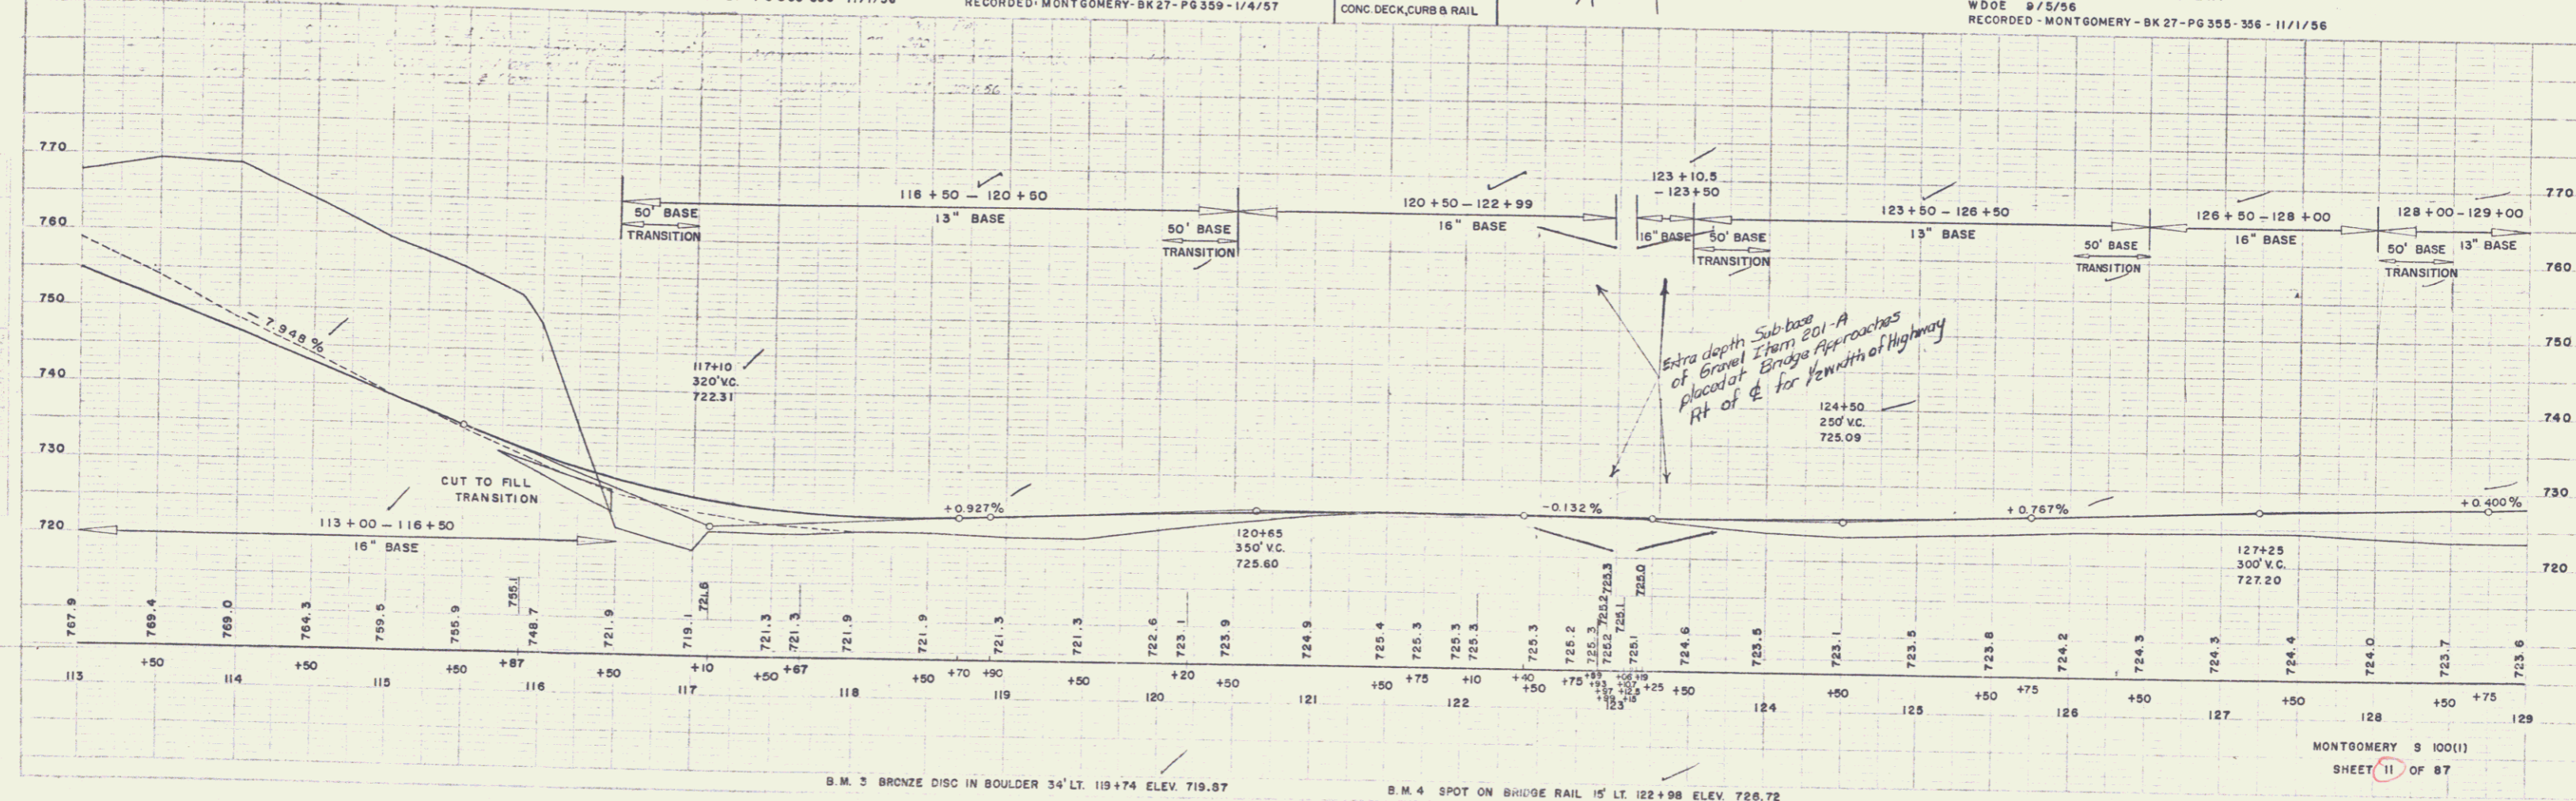 RECORDED: MONTGOMERY-BK 27-PG 359-1/4/57
CONC. DECK, CURB & RAIL
WDOE 9/5/56
RECORDED - MONTGOMERY - BK 27 - PG 355-356 - 11/1/56
770
760
750
740
730
720
- 7.948 %
CUT TO FILL
TRANSITION
113 + 00 — 116 + 50
16" BASE
50' BASE
TRANSITION
116 + 50 — 120 + 50
13" BASE
50' BASE
TRANSITION
120 + 50 — 122 + 99
16" BASE
123 + 10.5
— 123 + 50
16" BASE
50' BASE
TRANSITION
123 + 50 — 126 + 50
13" BASE
50' BASE
TRANSITION
126 + 50 — 128 + 00
16" BASE
128 + 00 — 129 + 00
50' BASE
TRANSITION
13" BASE
770
760
750
740
730
720
117+10
320' V.C.
722.31
Extra depth Sub-base
of Gravel Item 201-A
placed at Bridge Approaches
Rt of ℄ for 1/2 width of Highway
124+50
250' V.C.
725.09
+0.927%
-0.132 %
+0.767%
+0.400%
120+65
350' V.C.
725.60
127+25
300' V.C.
727.20
767.9 769.4 769.0 764.3 759.5 755.9 755.1 748.7 721.9 719.1 721.6 721.3 721.3 721.9 721.9 721.3 721.3 722.6 723.1 723.9 724.9 725.4 725.3 725.3 725.3 725.3 725.2 725.3 725.2 725.2 725.3 725.1 725.1 725.0 724.6 723.5 723.1 723.5 723.8 724.2 724.3 724.3 724.4 724.0 723.7 723.6
113 +50 114 +50 115 +50 +87 116 +50 117 +10 +50 +67 118 +50 +70 +90 119 +50 120 +20 +50 121 +50 +75 122 +10 +40 +50 +75 +89 +93 +97 +99 123 +12.5 +15 +19 +25 +50 124 +50 125 +50 +75 126 +50 127 +50 128 +50 +75 129
MONTGOMERY S 100(1)
SHEET 11 OF 87
B.M. 3 BRONZE DISC IN BOULDER 34' LT. 119+74 ELEV. 719.87
B.M. 4 SPOT ON BRIDGE RAIL 15' LT. 122+98 ELEV. 726.72